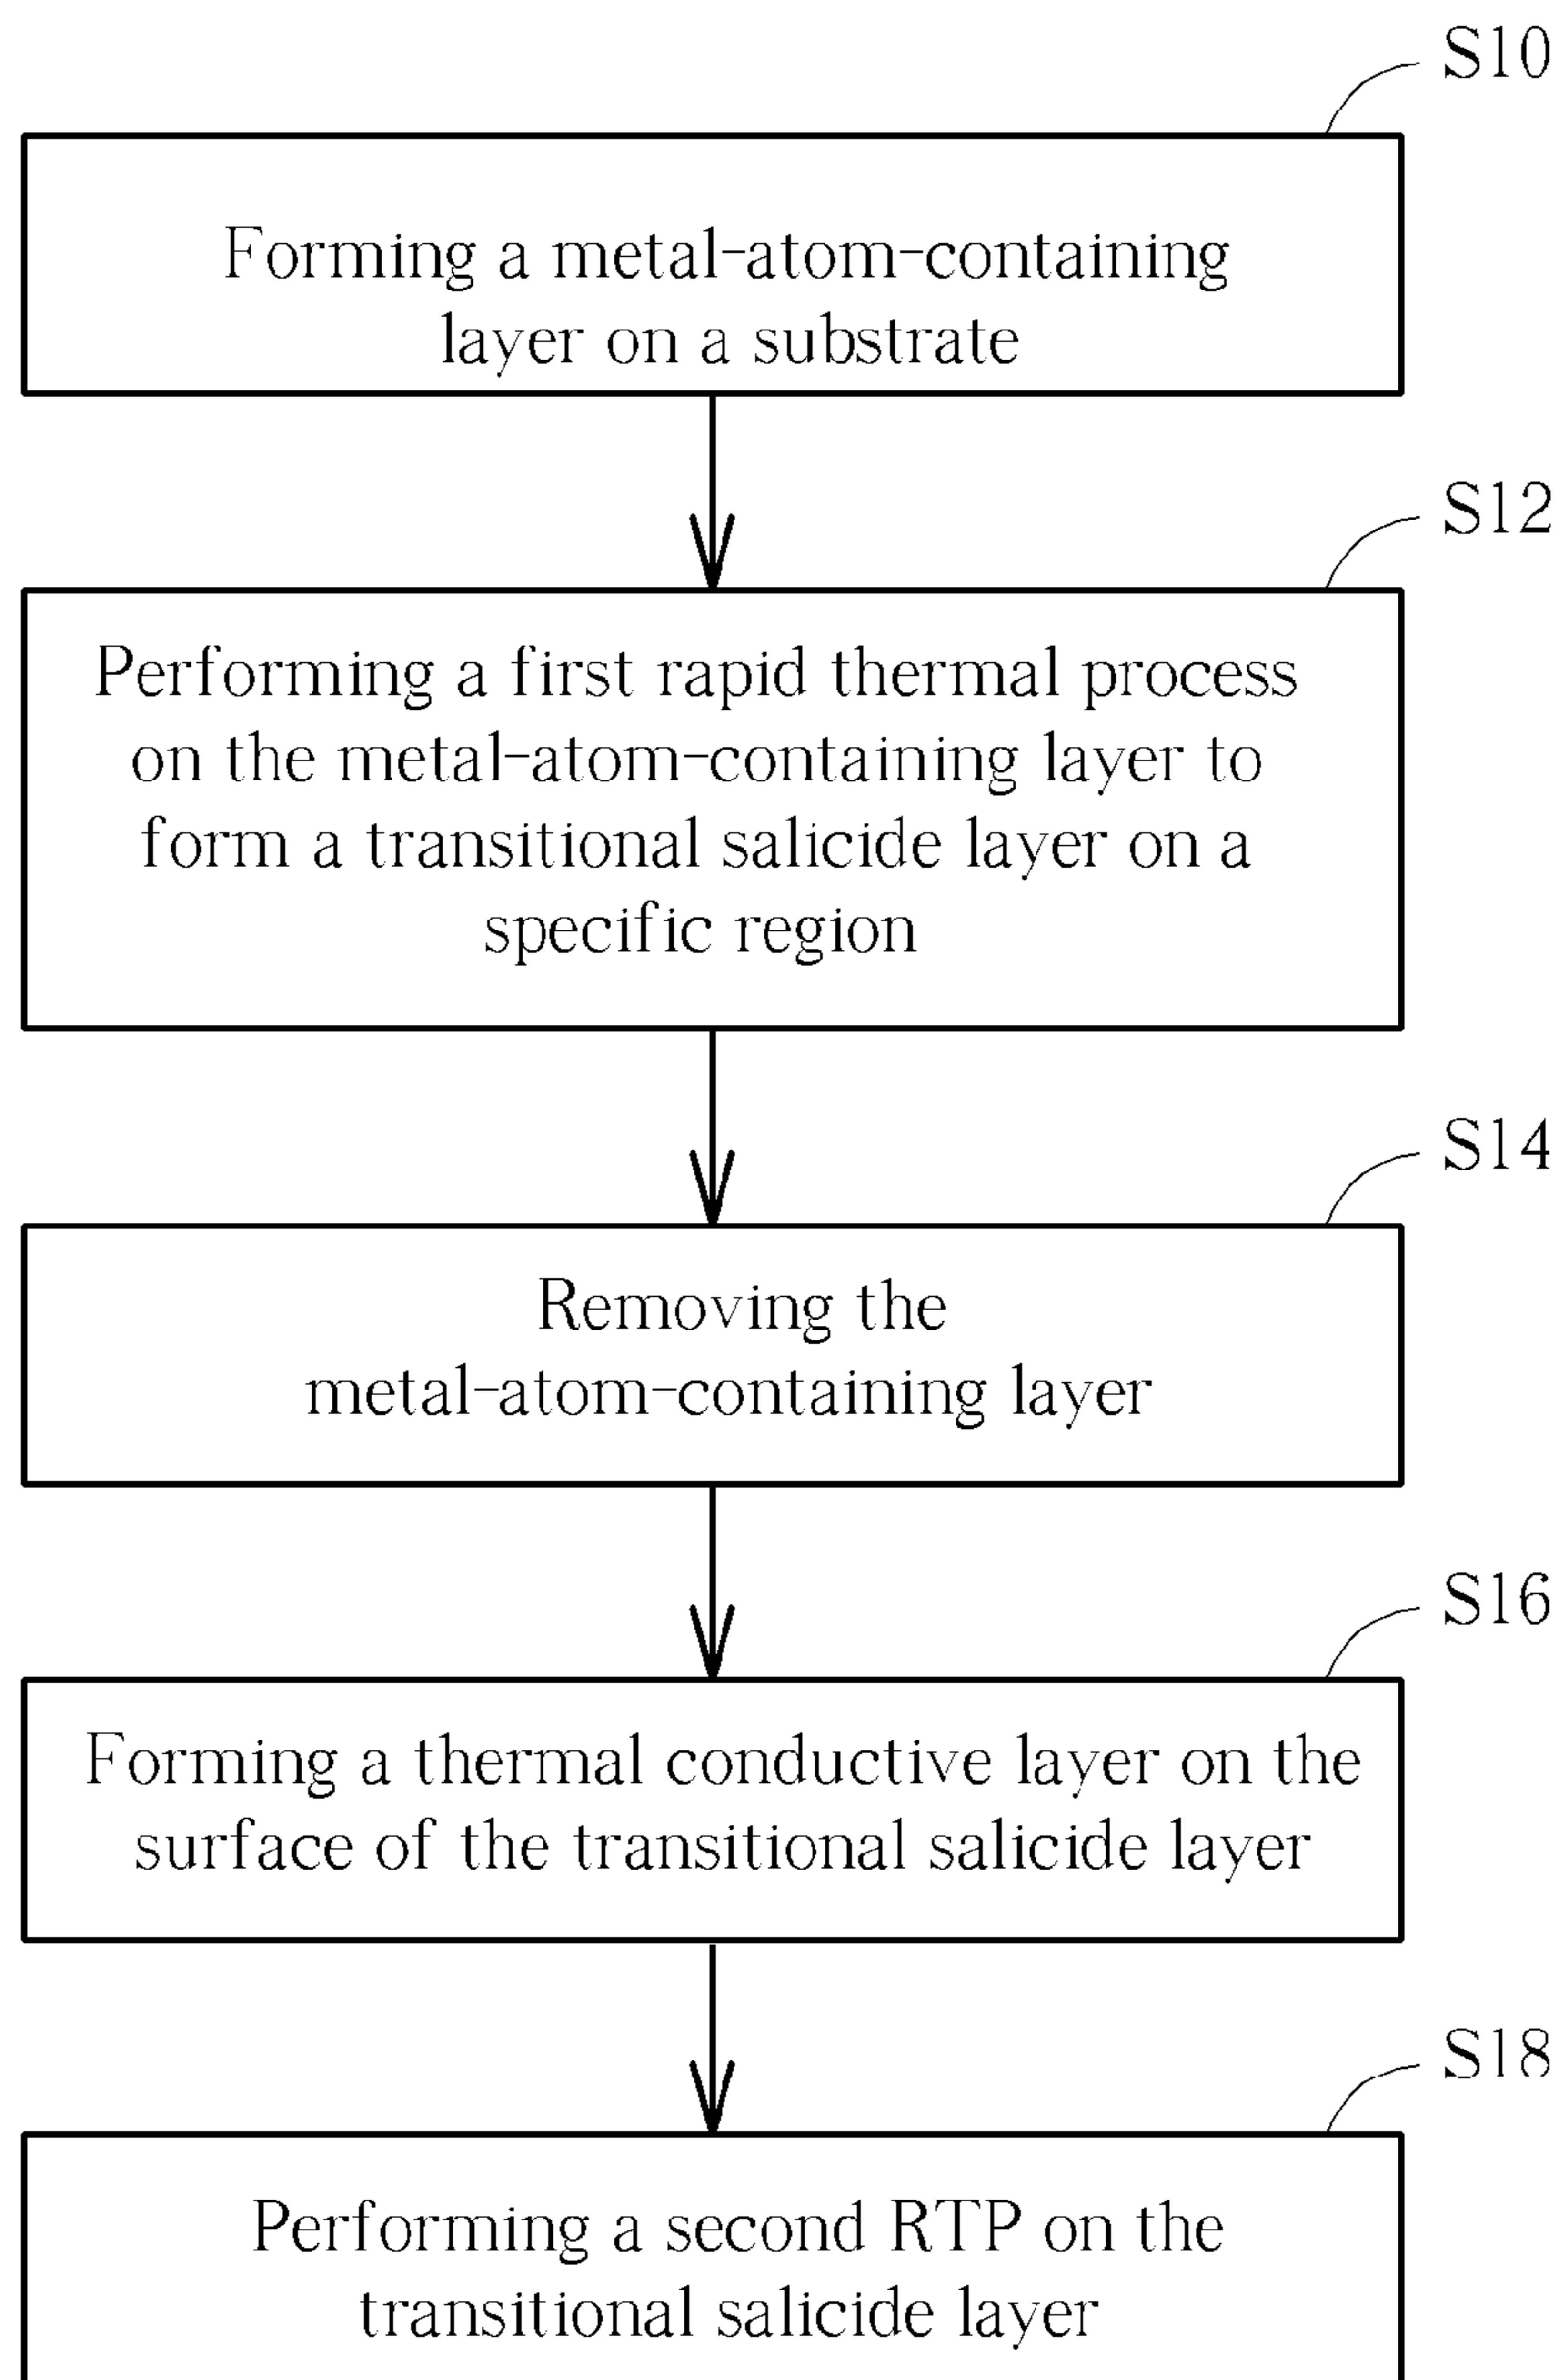 S10
Forming a metal-atom-containing
layer on a substrate
S12
Performing a first rapid thermal process
on the metal-atom-containing layer to
form a transitional salicide layer on a
specific region
S14
Removing the
metal-atom-containing layer
S16
Forming a thermal conductive layer on the
surface of the transitional salicide layer
S18
Performing a second RTP on the
transitional salicide layer